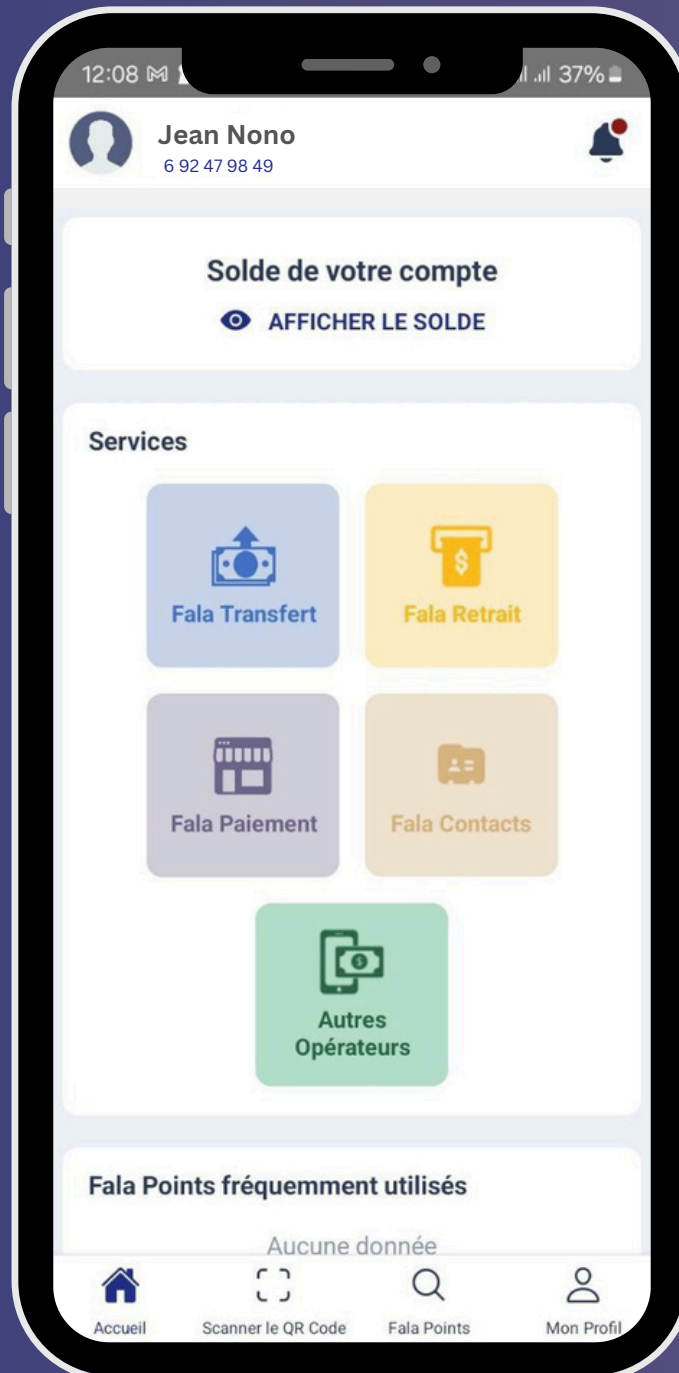 12:08
37%
Jean Nono
6 92 47 98 49
Solde de votre compte
AFFICHER LE SOLDE
Services
Fala Transfert
$
Fala Retrait
Fala Paiement
Fala Contacts
$
Autres
Opérateurs
Fala Points fréquemment utilisés
Aucune donnée
Accueil
Scanner le QR Code
Fala Points
Mon Profil